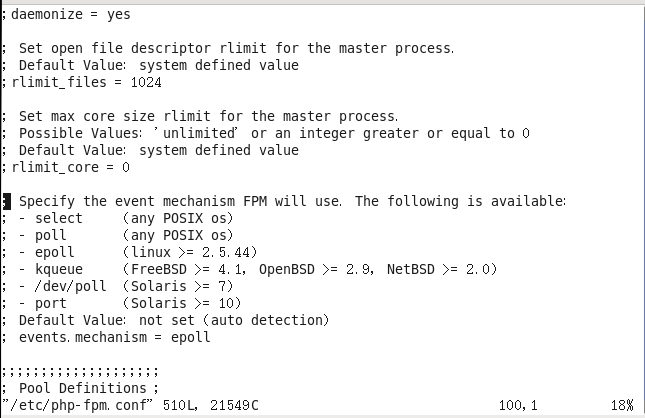 ;daemonize = yes
; Set open file descriptor rlimit for the master process.
; Default Value: system defined value
;rlimit_files = 1024
; Set max core size rlimit for the master process.
; Possible Values: 'unlimited' or an integer greater or equal to 0
; Default Value: system defined value
;rlimit_core = 0
; Specify the event mechanism FPM will use. The following is available:
; - select     (any POSIX os)
; - poll       (any POSIX os)
; - epoll      (linux >= 2.5.44)
; - kqueue     (FreeBSD >= 4.1, OpenBSD >= 2.9, NetBSD >= 2.0)
; - /dev/poll  (Solaris >= 7)
; - port       (Solaris >= 10)
; Default Value: not set (auto detection)
; events.mechanism = epoll
;;;;;;;;;;;;;;;;;;;;
; Pool Definitions ;
"/etc/php-fpm.conf" 510L, 21549C 100,1 18%